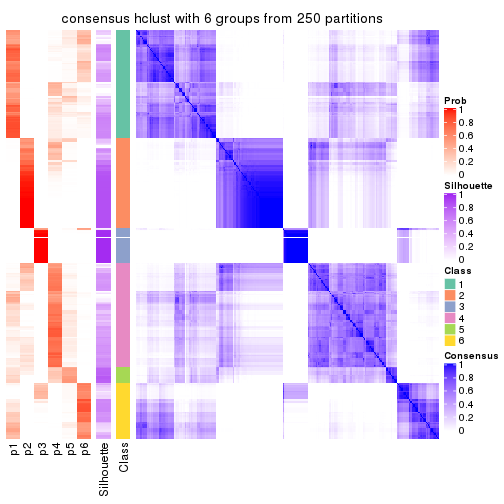 consensus hclust with 6 groups from 250 partitions
Prob
1
0.8
0.6
0.4
0.2
0
Silhouette
1
0.8
0.6
0.4
0.2
0
Class
1
2
3
4
5
6
Consensus
1
0.8
0.6
0.4
0.2
0
p1
p2
p3
p4
p5
p6
Silhouette
Class